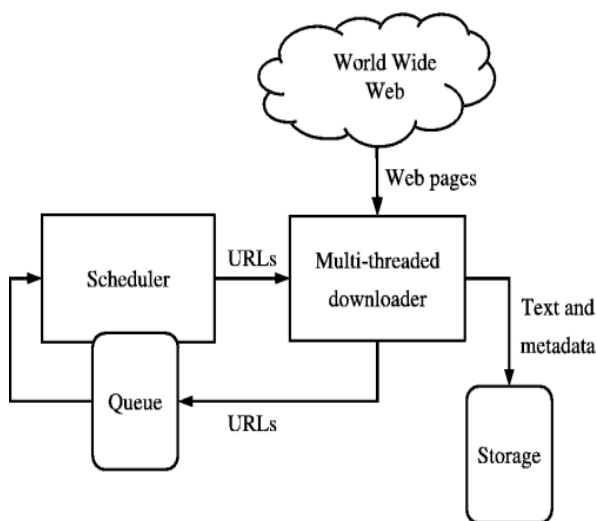 World Wide
Web
Web pages
URLs
Scheduler
Multi-threaded
downloader
Text and
metadata
Queue
URLs
Storage